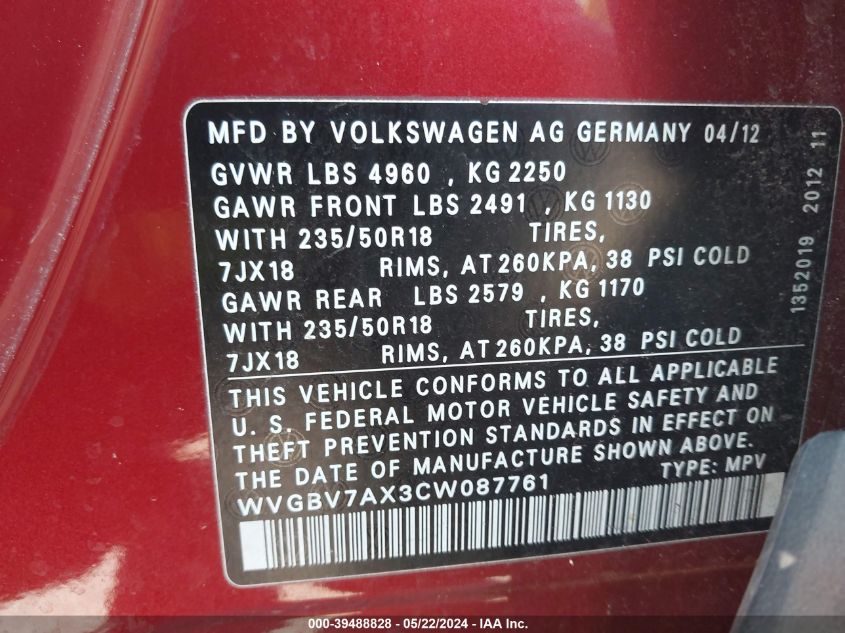 MFD BY VOLKSWAGEN AG GERMANY 04/12
GVWR LBS 4960 , KG 2250
GAWR FRONT LBS 2491 , KG 1130
WITH 235/50R18 TIRES,
7JX18 RIMS, AT 260KPA, 38 PSI COLD
GAWR REAR LBS 2579 , KG 1170
WITH 235/50R18 TIRES,
7JX18 RIMS, AT 260KPA, 38 PSI COLD
THIS VEHICLE CONFORMS TO ALL APPLICABLE
U. S. FEDERAL MOTOR VEHICLE SAFETY AND
THEFT PREVENTION STANDARDS IN EFFECT ON
THE DATE OF MANUFACTURE SHOWN ABOVE.
WVGBV7AX3CW087761 TYPE: MPV
1352019 2012 11
000-39488828 - 05/22/2024 - IAA Inc.